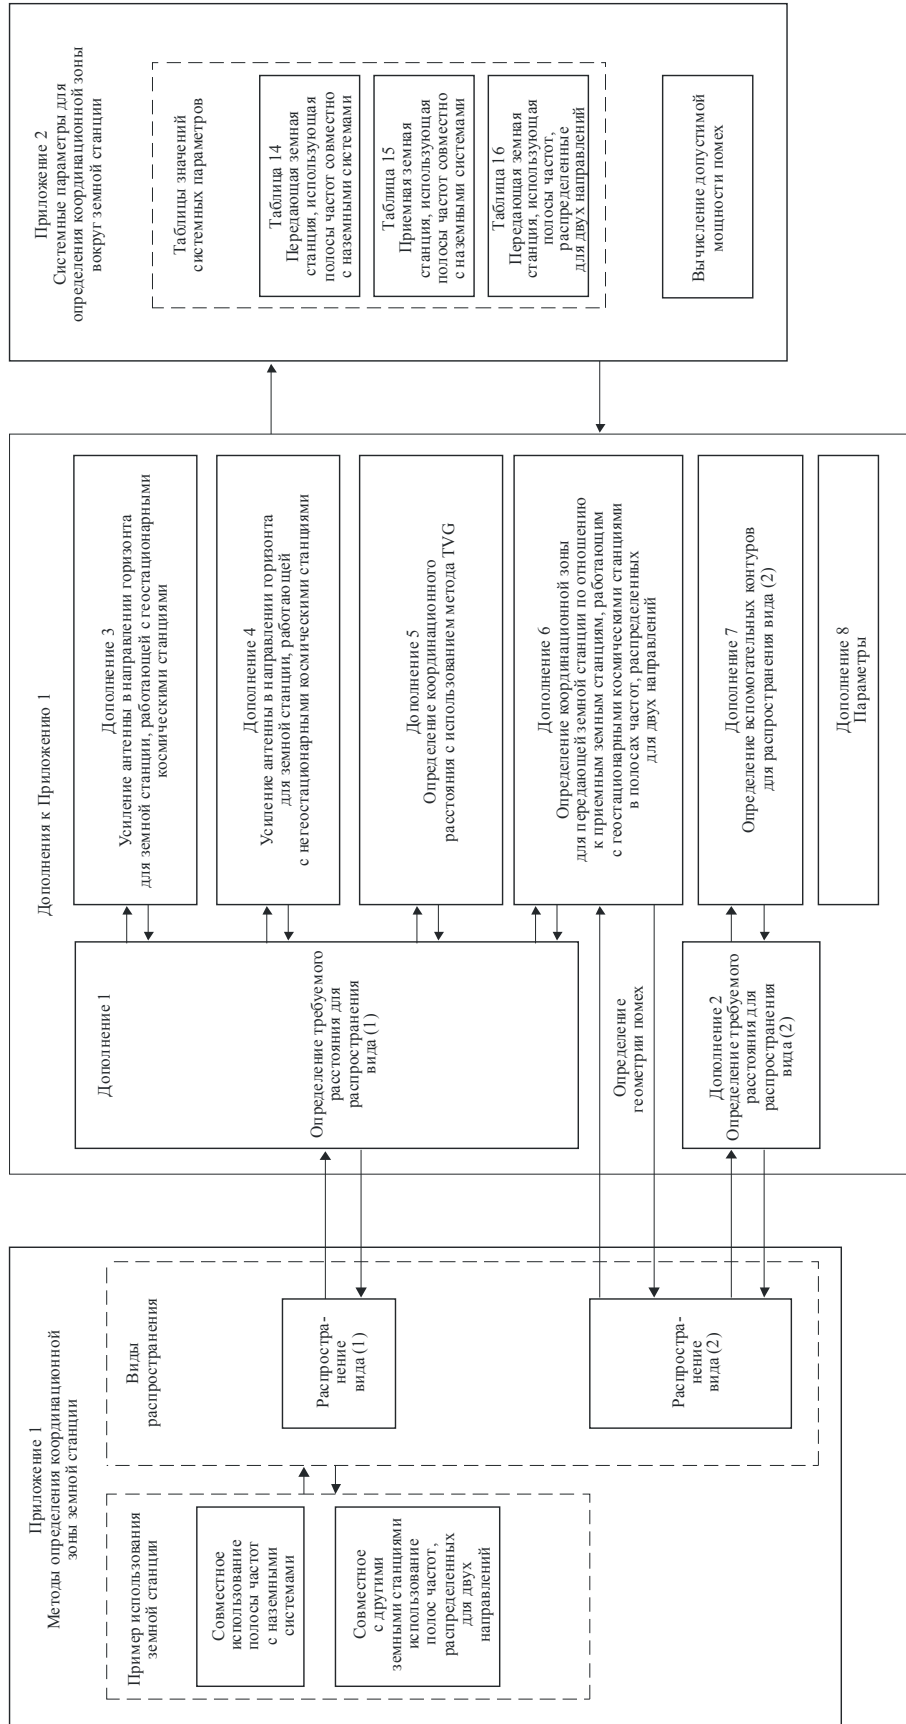 Приложение 1
Методы определения координационной
зоны земной станции
Пример использования
земной станции
Совместное
использование
полосы частот
с наземными
системами
Совместное
с другими
земными станциями
использование
полос частот,
распределенных
для двух
направлений
Виды
распространения
Распростра-
нение
вида (1)
Распростра-
нение
вида (2)
Дополнения к Приложению 1
Дополнение 1
Определение требуемого
расстояния для
распространения
вида (1)
Определение
геометрии помех
Дополнение 2
Определение требуемого
расстояния для
распространения
вида (2)
Дополнение 3
Усиление антенны в направлении горизонта
для земной станции, работающей с геостационарными
космическими станциями
Дополнение 4
Усиление антенны в направлении горизонта
для земной станции, работающей
с негеостационарными космическими станциями
Дополнение 5
Определение координационного
расстояния с использованием метода TVG
Дополнение 6
Определение координационной зоны
для передающей земной станции по отношению
к приемным земным станциям, работающим
с геостационарными космическими станциями
в полосах частот, распределенных
для двух направлений
Дополнение 7
Определение вспомогательных контуров
для распространения вида (2)
Дополнение 8
Параметры
Приложение 2
Системные параметры для
определения координационной зоны
вокруг земной станции
Таблицы значений
системных параметров
Таблица 14
Передающая земная
станция, использующая
полосы частот совместно
с наземными системами
Таблица 15
Приемная земная
станция, использующая
полосы частот совместно
с наземными системами
Таблица 16
Передающая земная
станция, использующая
полосы частот,
распределенные
для двух направлений
Вычисление допустимой
мощности помех